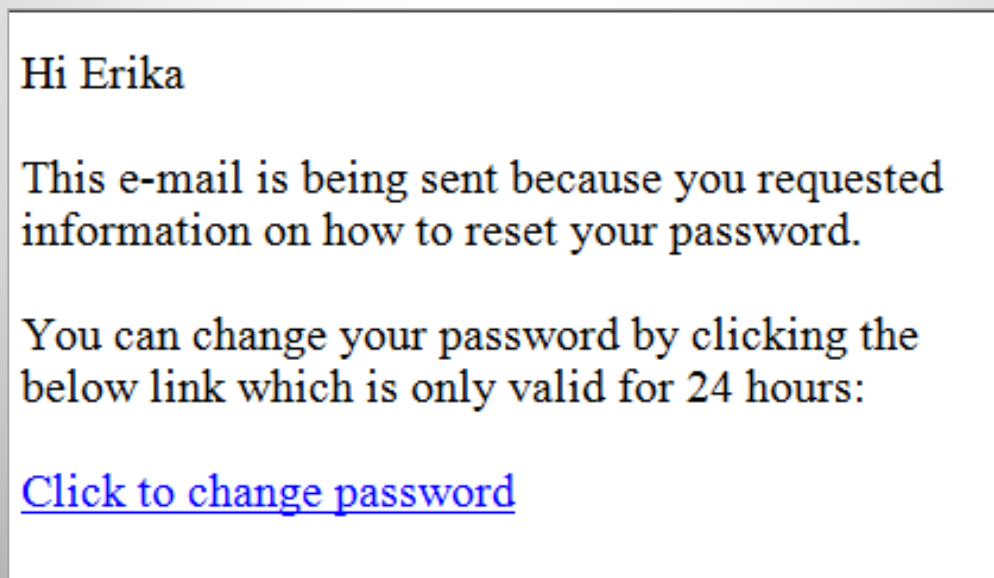 Hi Erika
This e-mail is being sent because you requested
information on how to reset your password.
You can change your password by clicking the
below link which is only valid for 24 hours:
Click to change password